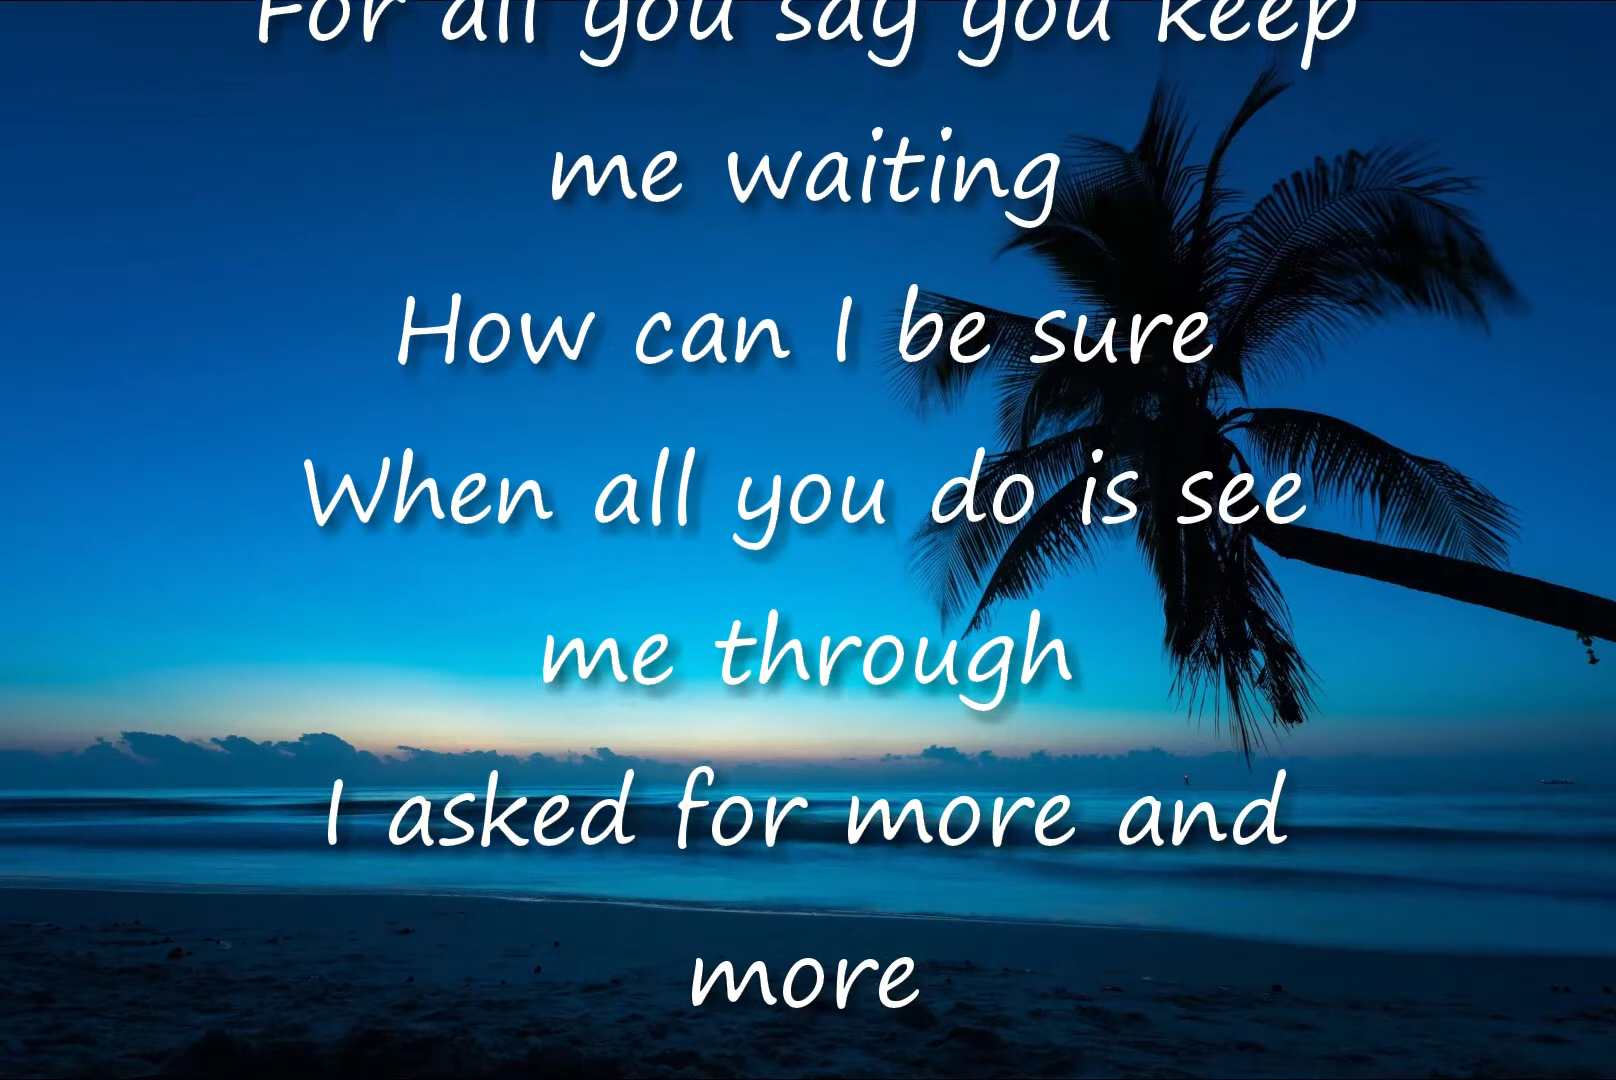 For all you say you keep
me waiting
How can I be sure
When all you do is see
me through
I asked for more and
more